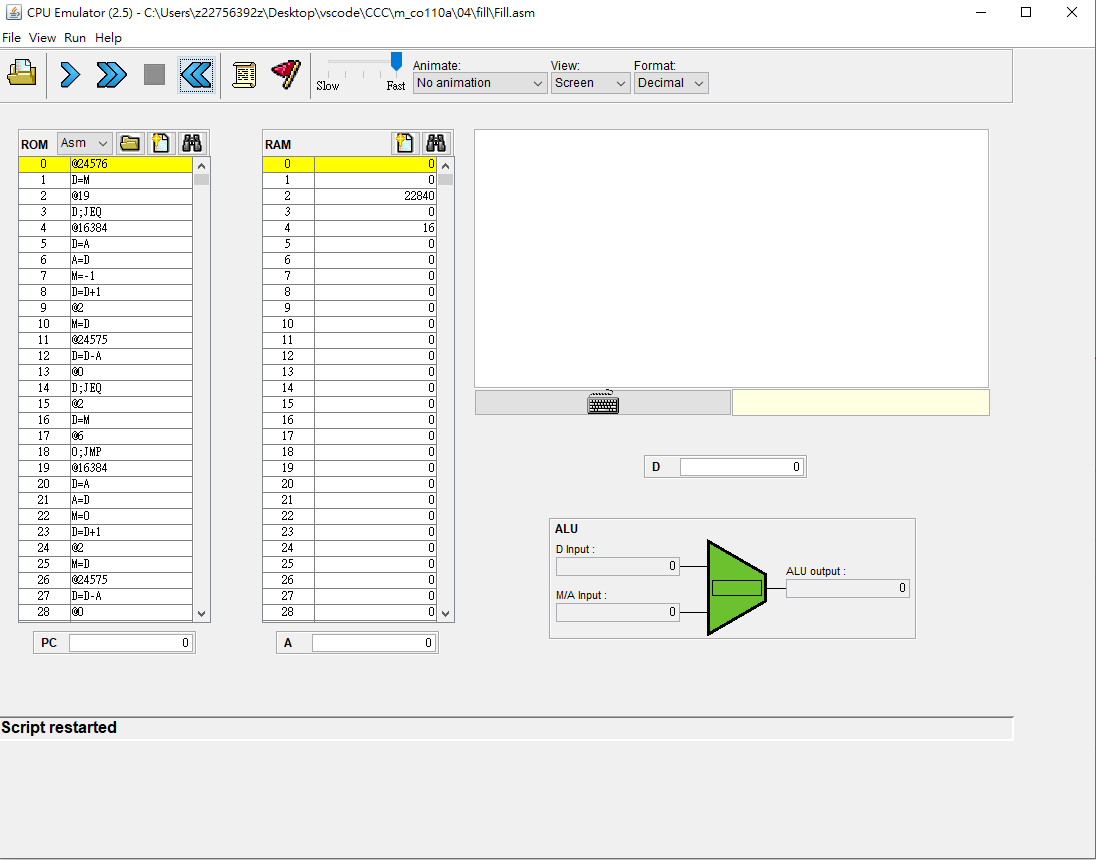 CPU Emulator (2.5) - C:\Users\z22756392z\Desktop\vscode\CCC\m_co110a\04\fill\Fill.asm
File View Run Help
Slow Fast
Animate: View: Format:
No animation Screen Decimal
ROM Asm
0 @24576
1 D=M
2 @19
3 D;JEQ
4 @16384
5 D=A
6 A=D
7 M=-1
8 D=D+1
9 @2
10 M=D
11 @24575
12 D=D-A
13 @0
14 D;JEQ
15 @2
16 D=M
17 @6
18 0;JMP
19 @16384
20 D=A
21 A=D
22 M=0
23 D=D+1
24 @2
25 M=D
26 @24575
27 D=D-A
28 @0
PC 0
RAM
0 0
1 0
2 22840
3 0
4 16
5 0
6 0
7 0
8 0
9 0
10 0
11 0
12 0
13 0
14 0
15 0
16 0
17 0
18 0
19 0
20 0
21 0
22 0
23 0
24 0
25 0
26 0
27 0
28 0
A 0
D 0
ALU
D Input :
0
M/A Input :
0
ALU output :
0
Script restarted